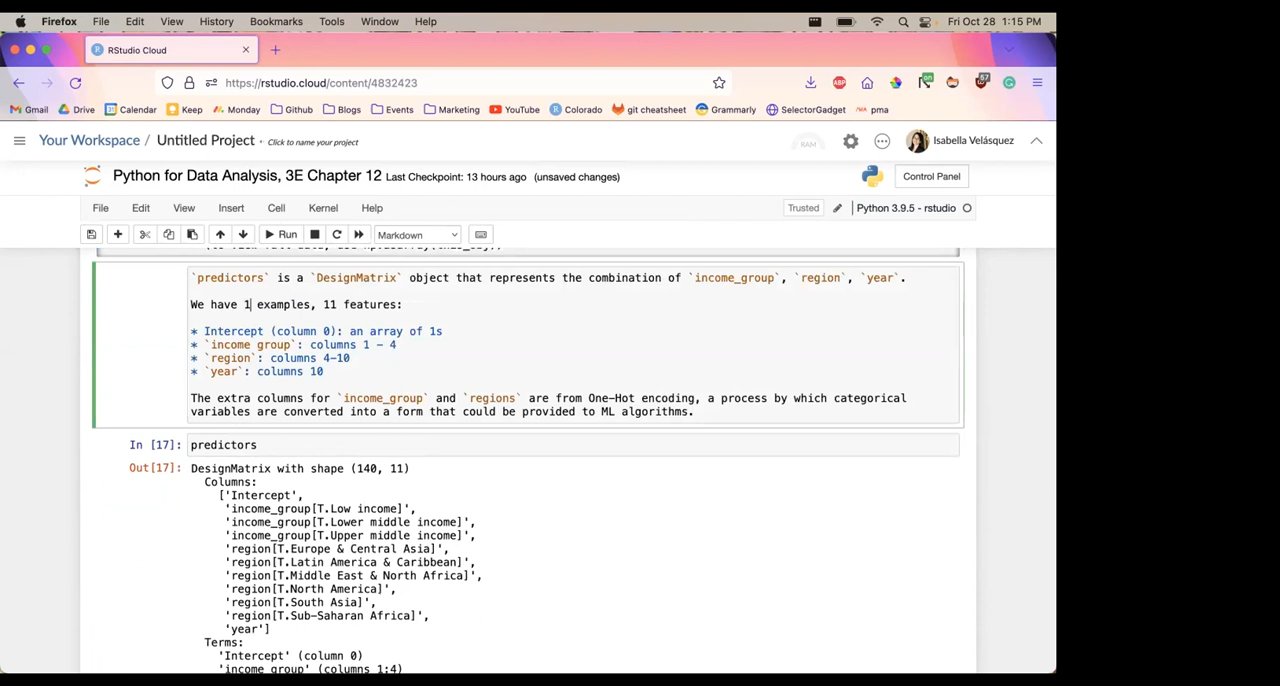 Firefox File Edit View History Bookmarks Tools Window Help Fri Oct 28 1:15 PM
RStudio Cloud
https://rstudio.cloud/content/4832423 ABP on 57
Gmail Drive Calendar Keep Monday Github Blogs Events Marketing YouTube Colorado git cheatsheet Grammarly SelectorGadget pma
Your Workspace / Untitled Project Click to name your project RAM Isabella Velásquez
Python for Data Analysis, 3E Chapter 12 Last Checkpoint: 13 hours ago (unsaved changes) Control Panel
File Edit View Insert Cell Kernel Help Trusted Python 3.9.5 - rstudio
Run Markdown
`predictors` is a `DesignMatrix` object that represents the combination of `income_group`, `region`, `year`.
We have 1 examples, 11 features:
* Intercept (column 0): an array of 1s
* `income group`: columns 1 - 4
* `region`: columns 4-10
* `year`: columns 10
The extra columns for `income_group` and `regions` are from One-Hot encoding, a process by which categorical
variables are converted into a form that could be provided to ML algorithms.
In [17]: predictors
Out[17]: DesignMatrix with shape (140, 11)
Columns:
['Intercept',
'income_group[T.Low income]',
'income_group[T.Lower middle income]',
'income_group[T.Upper middle income]',
'region[T.Europe & Central Asia]',
'region[T.Latin America & Caribbean]',
'region[T.Middle East & North Africa]',
'region[T.North America]',
'region[T.South Asia]',
'region[T.Sub-Saharan Africa]',
'year']
Terms:
'Intercept' (column 0)
'income_group' (columns 1:4)